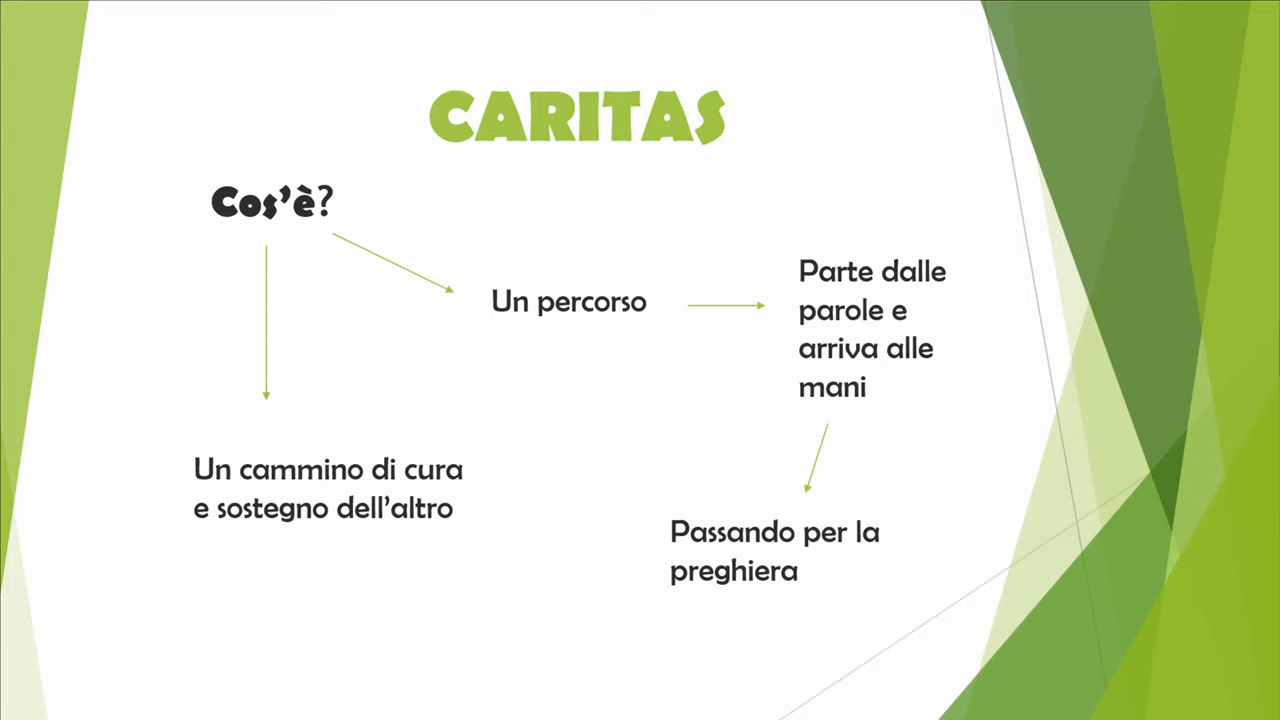 CARITAS
Cos'è?
Un percorso
Parte dalle
parole e
arriva alle
mani
Un cammino di cura
e sostegno dell'altro
Passando per la
preghiera